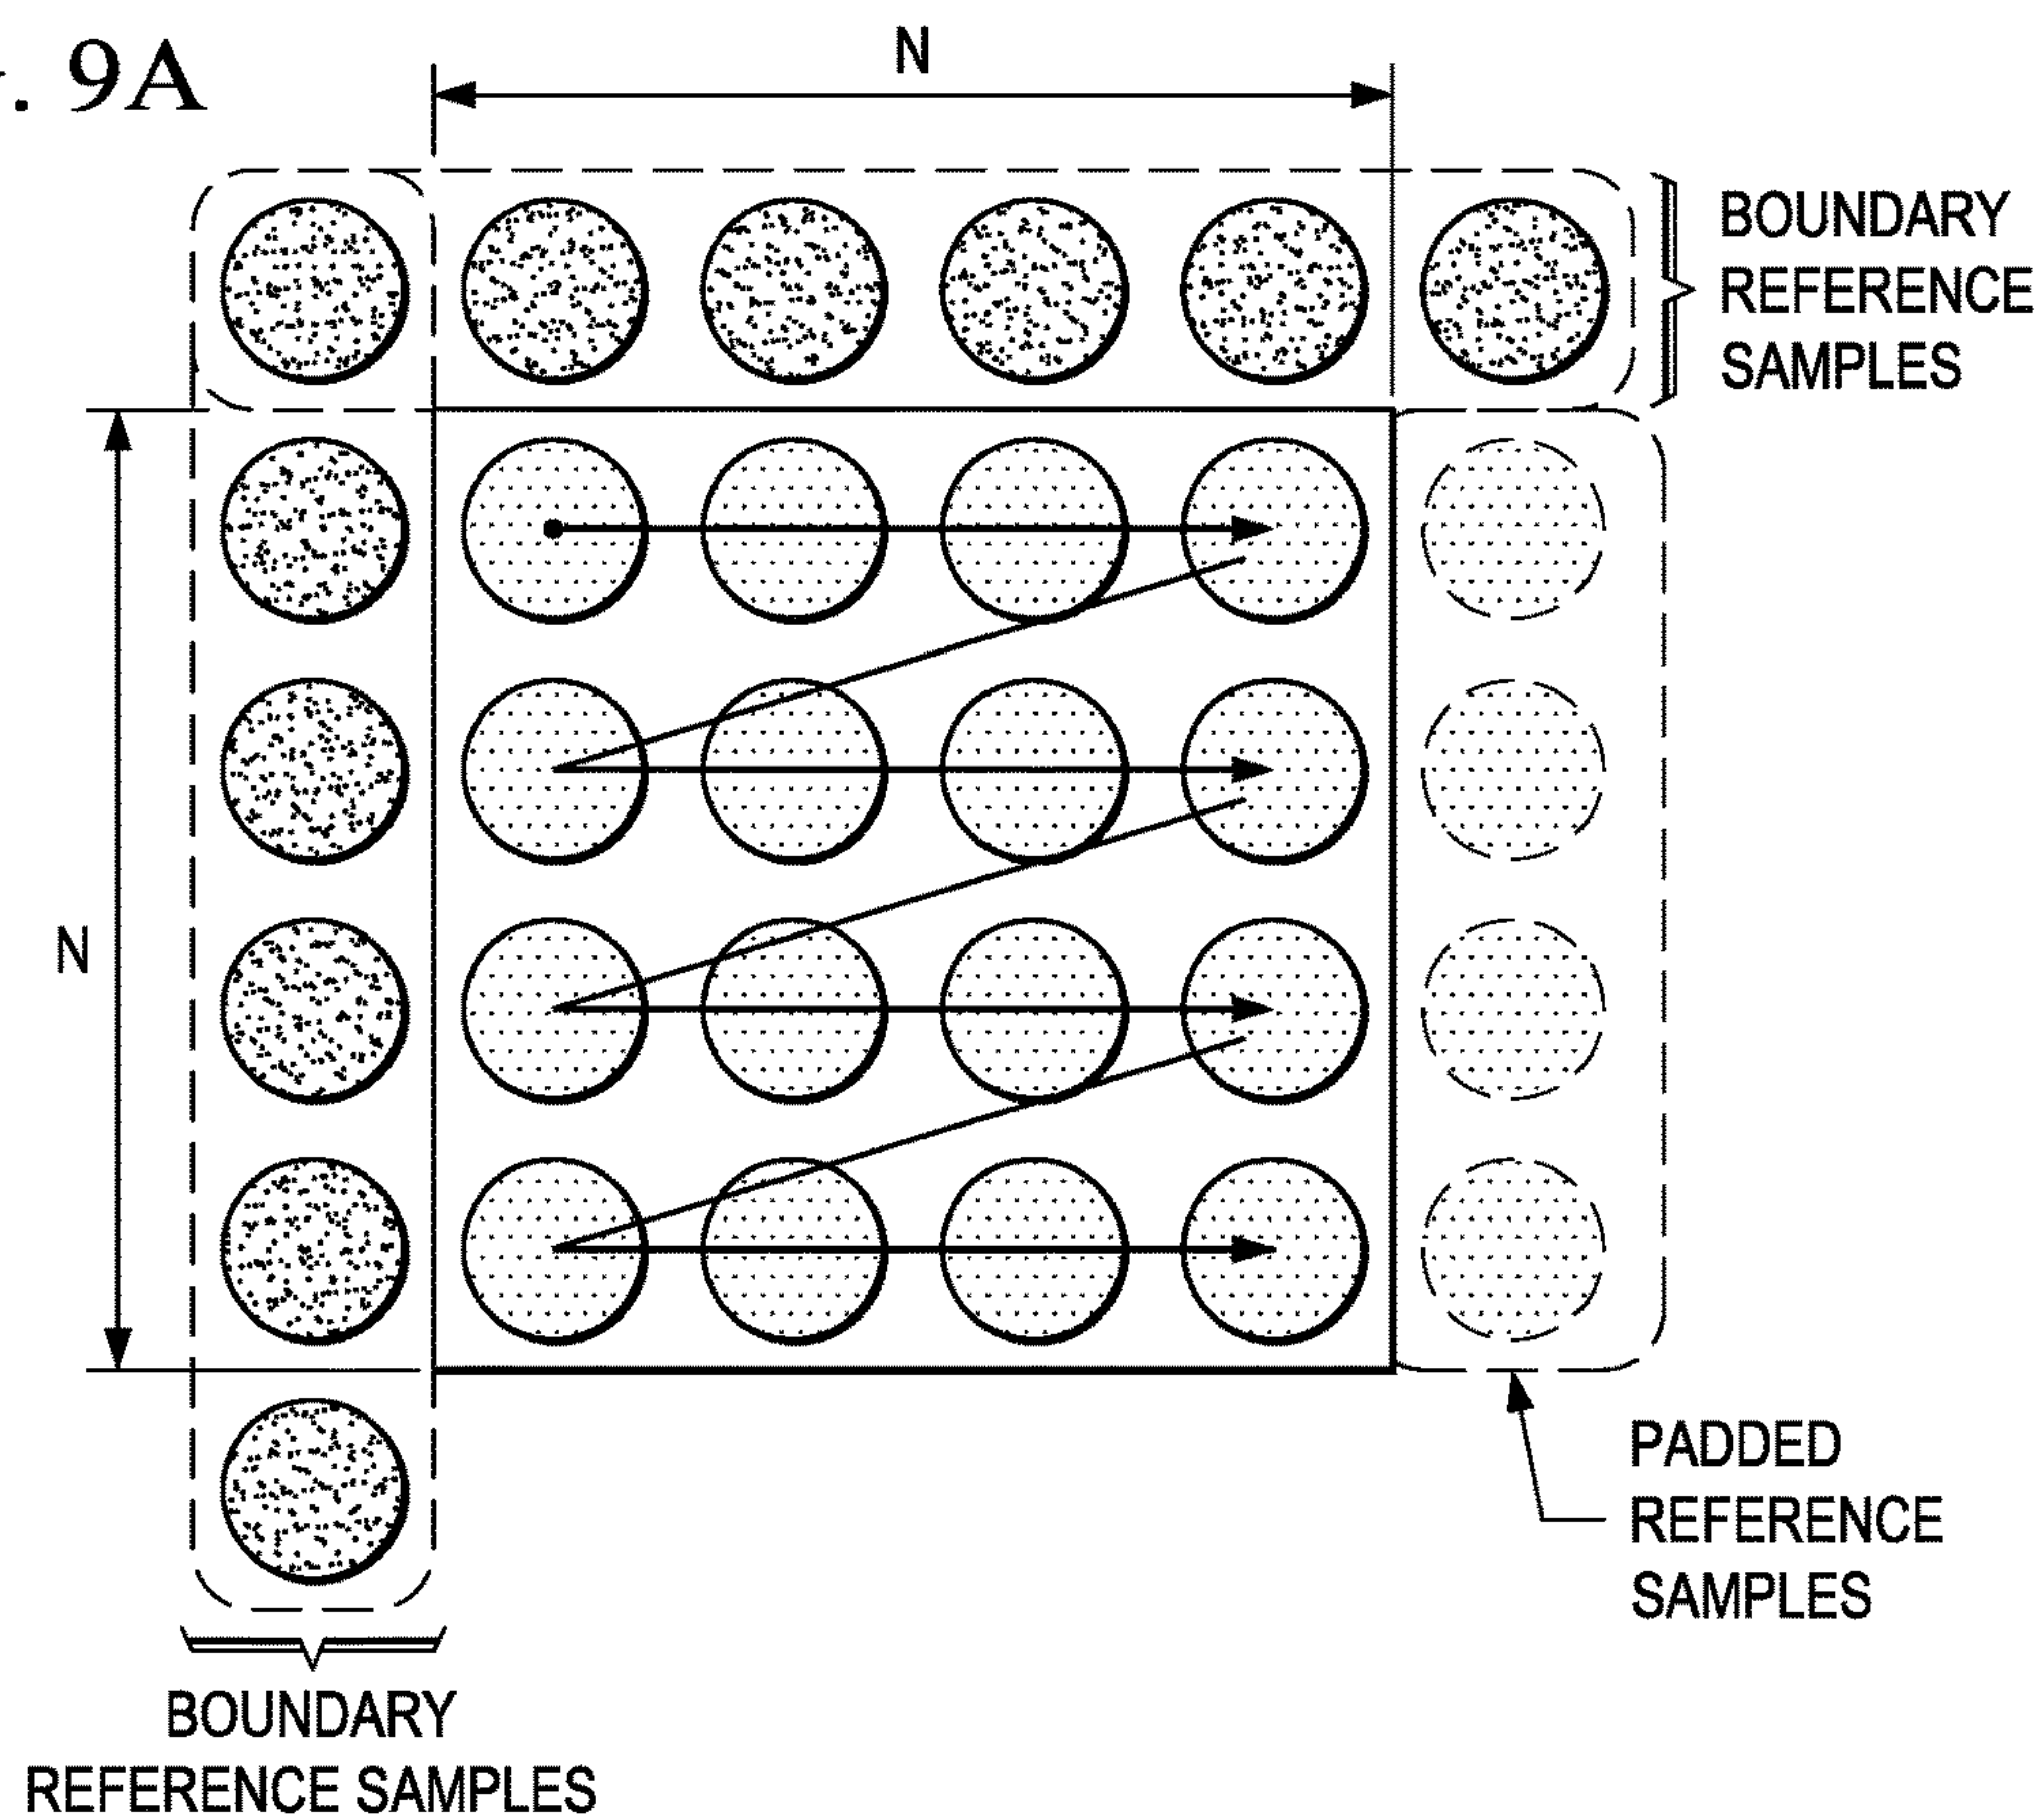 . 9A
N
BOUNDARY
REFERENCE
SAMPLES
N
PADDED
REFERENCE
SAMPLES
BOUNDARY
REFERENCE SAMPLES